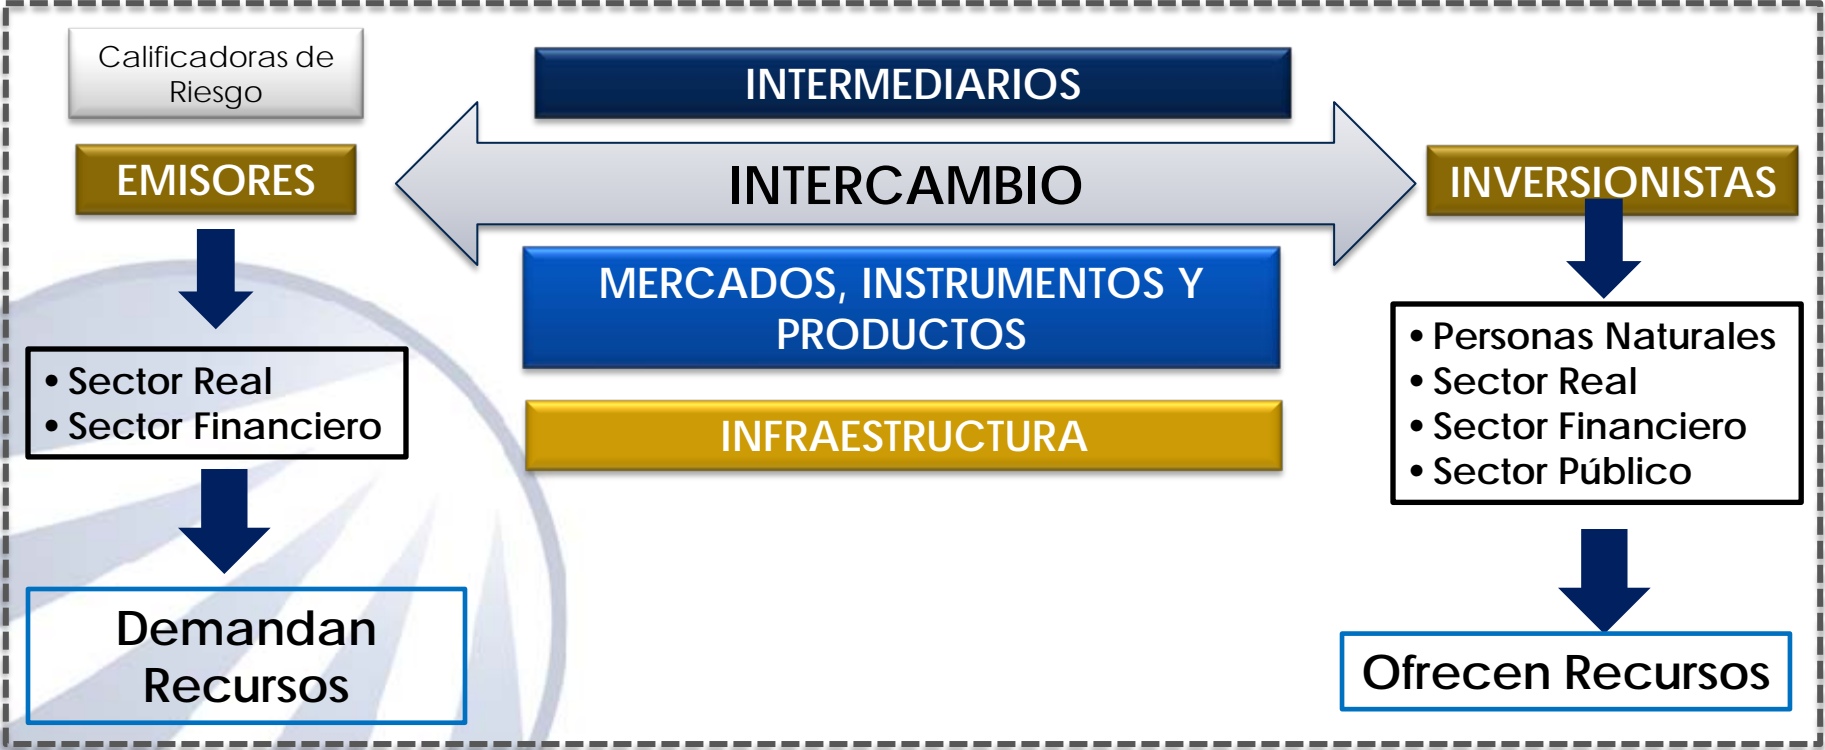 Calificadoras de
Riesgo
EMISORES
• Sector Real
• Sector Financiero
Demandan
Recursos
INTERMEDIARIOS
INTERCAMBIO
MERCADOS, INSTRUMENTOS Y
PRODUCTOS
INFRAESTRUCTURA
INVERSIONISTAS
• Personas Naturales
• Sector Real
• Sector Financiero
• Sector Público
Ofrecen Recursos